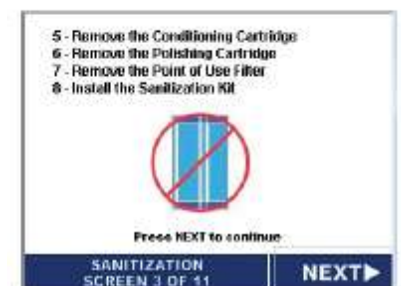 5 - Remove the Conditioning Cartridge
6 - Remove the Polishing Cartridge
7 - Remove the Point of Use Filter
8 - Install the Sanitization Kit
Press NEXT to continue
SANITIZATION
SCREEN 3 OF 11
NEXT▶